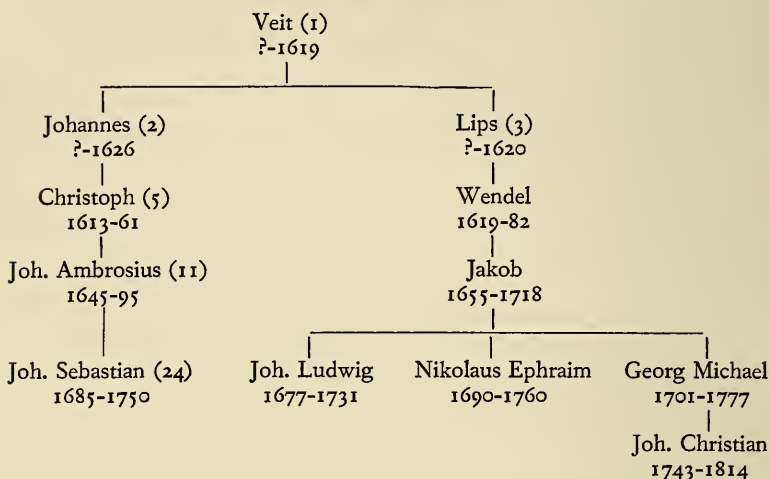 Veit (1)
?-1619
Johannes (2) Lips (3)
?-1626 ?-1620
Christoph (5) Wendel
1613-61 1619-82
Joh. Ambrosius (11) Jakob
1645-95 1655-1718
Joh. Sebastian (24) Joh. Ludwig Nikolaus Ephraim Georg Michael
1685-1750 1677-1731 1690-1760 1701-1777
Joh. Christian
1743-1814